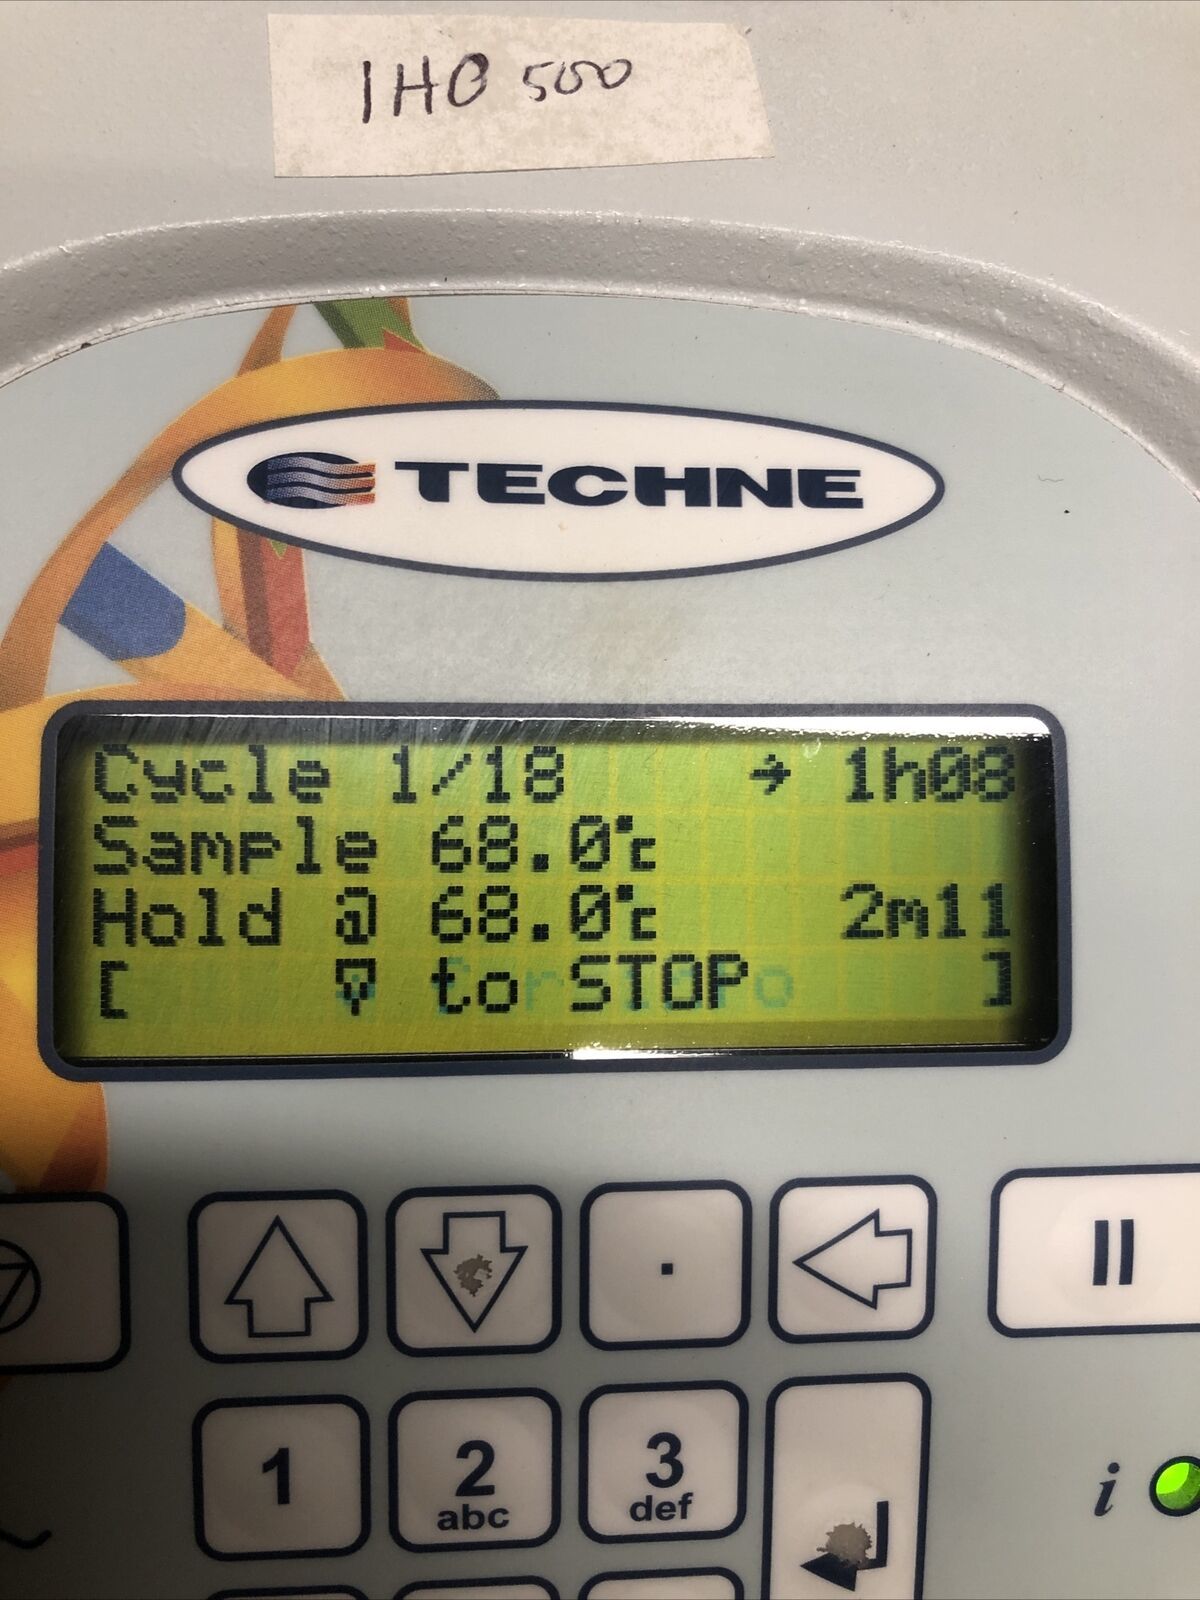 1HB 500
TECHNE
Cycle 1/18 → 1h08
Sample 68.0°c
Hold @ 68.0°c 2m11
[ to STOP ]
.
1
2
abc
3
def
i